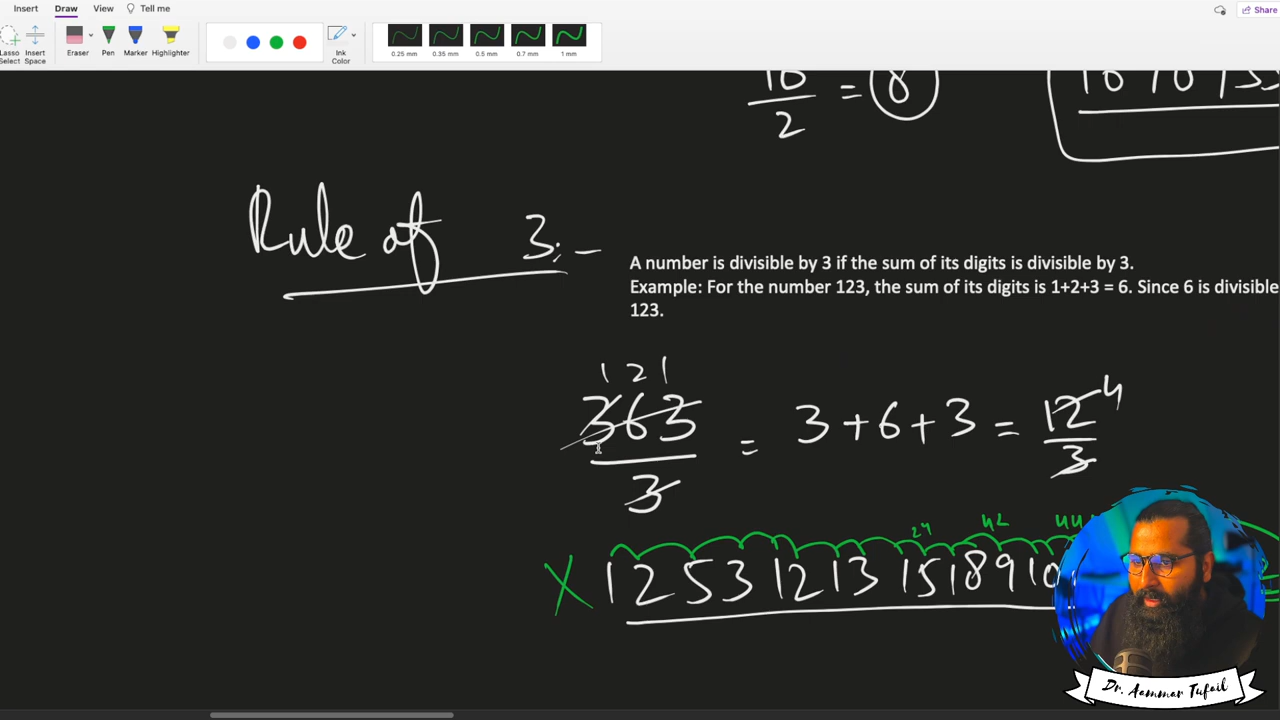 Insert Draw View Tell me
Share
Lasso Select
Insert Space
Eraser
Pen
Marker
Highlighter
Ink Color
0.25 mm
0.35 mm
0.5 mm
0.7 mm
1 mm
2
= 8
Rule of 3:-
A number is divisible by 3 if the sum of its digits is divisible by 3.
Example: For the number 123, the sum of its digits is 1+2+3 = 6. Since 6 is divisible
123.
1 2 1
363 = 3+6+3 = 12 4
3 3
24 42 44
X 125312131518910
Dr. Aammar Tufail